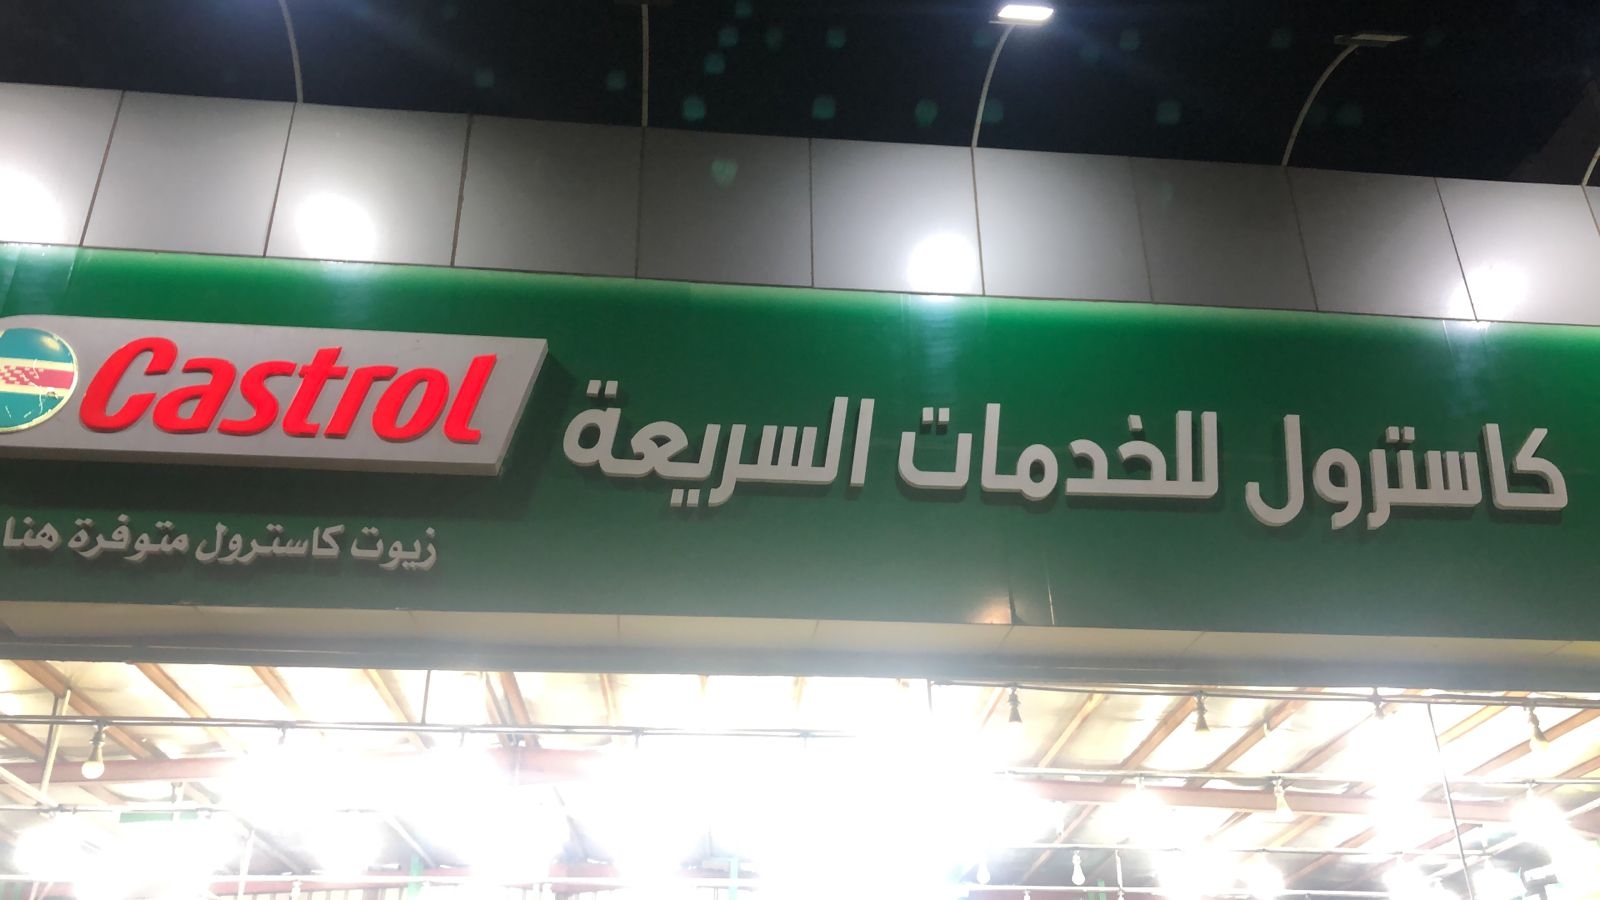 كاسترول للخدمات السريعة
Castrol
زيوت كاسترول متوفرة هنا